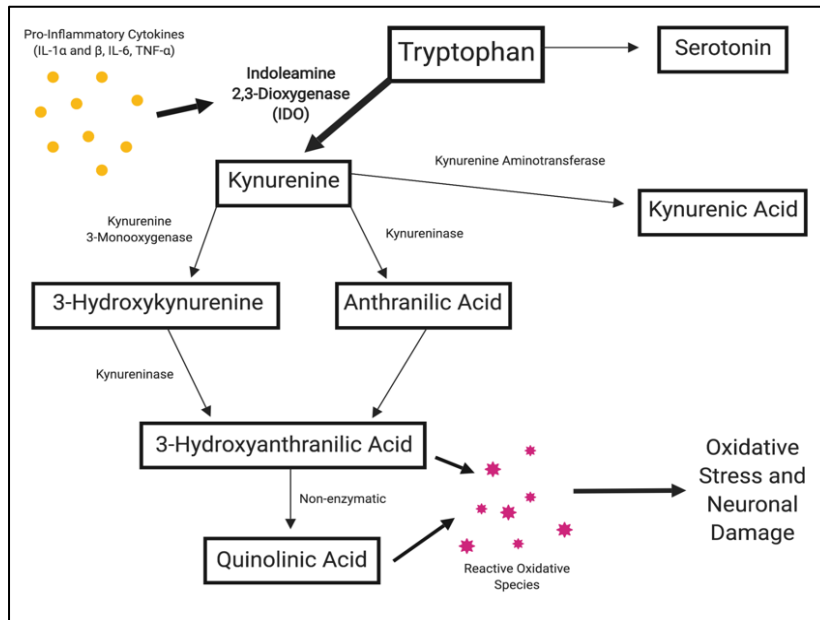 Pro-Inflammatory Cytokines
(IL-1α and β, IL-6, TNF-α)
Indoleamine
2,3-Dioxygenase
(IDO)
Tryptophan
Serotonin
Kynurenine
Kynurenine Aminotransferase
Kynurenic Acid
Kynurenine
3-Monooxygenase
Kynureninase
3-Hydroxykynurenine
Anthranilic Acid
Kynureninase
3-Hydroxyanthranilic Acid
Non-enzymatic
Quinolinic Acid
Reactive Oxidative
Species
Oxidative
Stress and
Neuronal
Damage